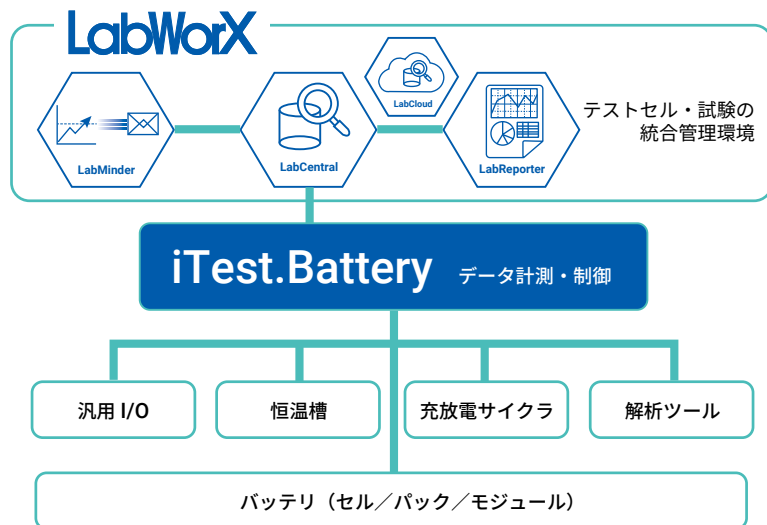 LabWorX
LabMinder
LabCentral
LabCloud
LabReporter
テストセル・試験の
統合管理環境
iTest.Battery データ計測・制御
汎用 I/O
恒温槽
充放電サイクラ
解析ツール
バッテリ（セル／パック／モジュール）